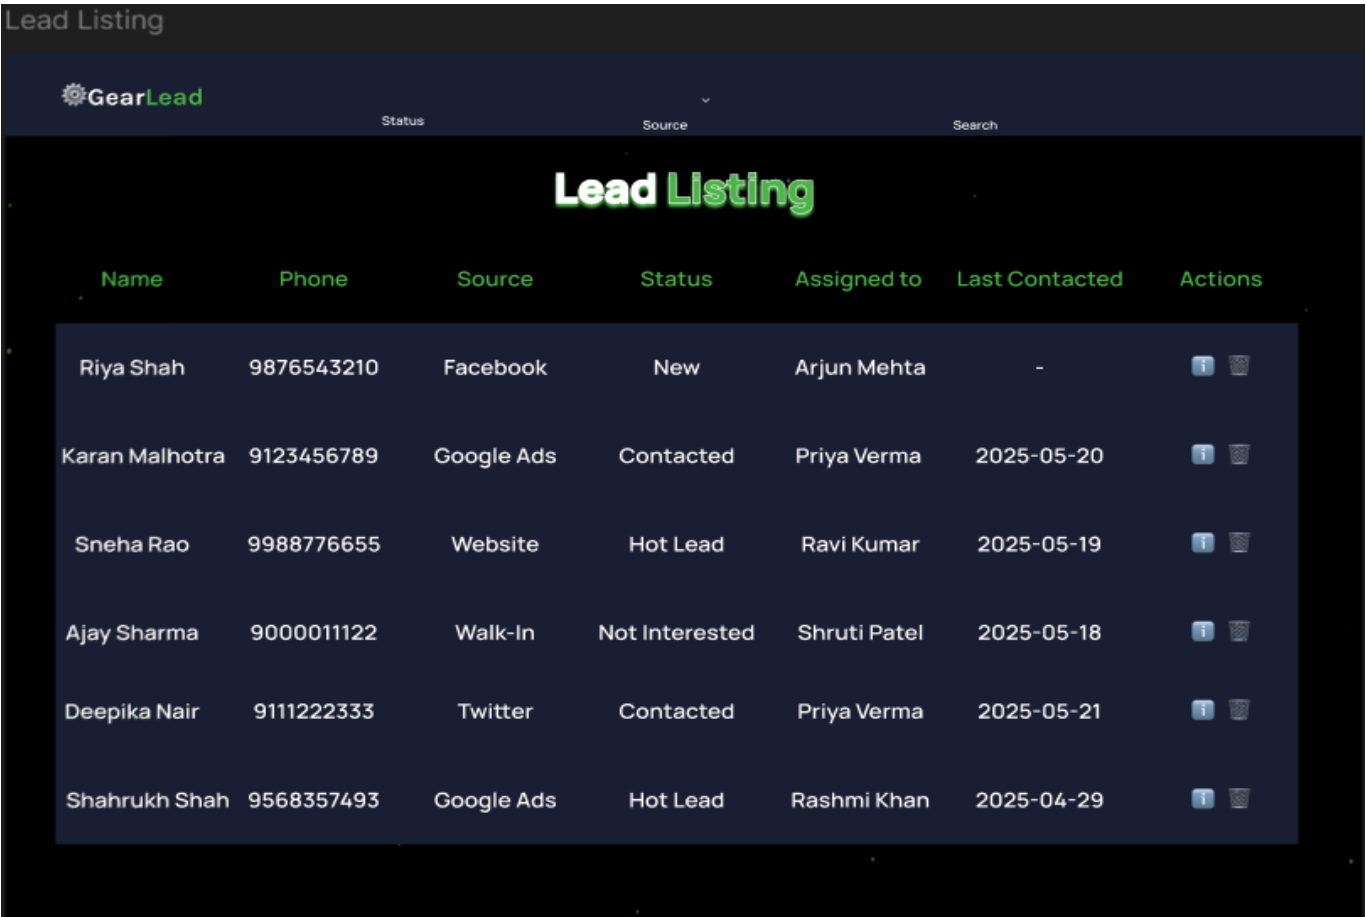 Lead Listing
GearLead
Status Source Search
Lead Listing
Name Phone Source Status Assigned to Last Contacted Actions
Riya Shah 9876543210 Facebook New Arjun Mehta -
Karan Malhotra 9123456789 Google Ads Contacted Priya Verma 2025-05-20
Sneha Rao 9988776655 Website Hot Lead Ravi Kumar 2025-05-19
Ajay Sharma 9000011122 Walk-In Not Interested Shruti Patel 2025-05-18
Deepika Nair 9111222333 Twitter Contacted Priya Verma 2025-05-21
Shahrukh Shah 9568357493 Google Ads Hot Lead Rashmi Khan 2025-04-29